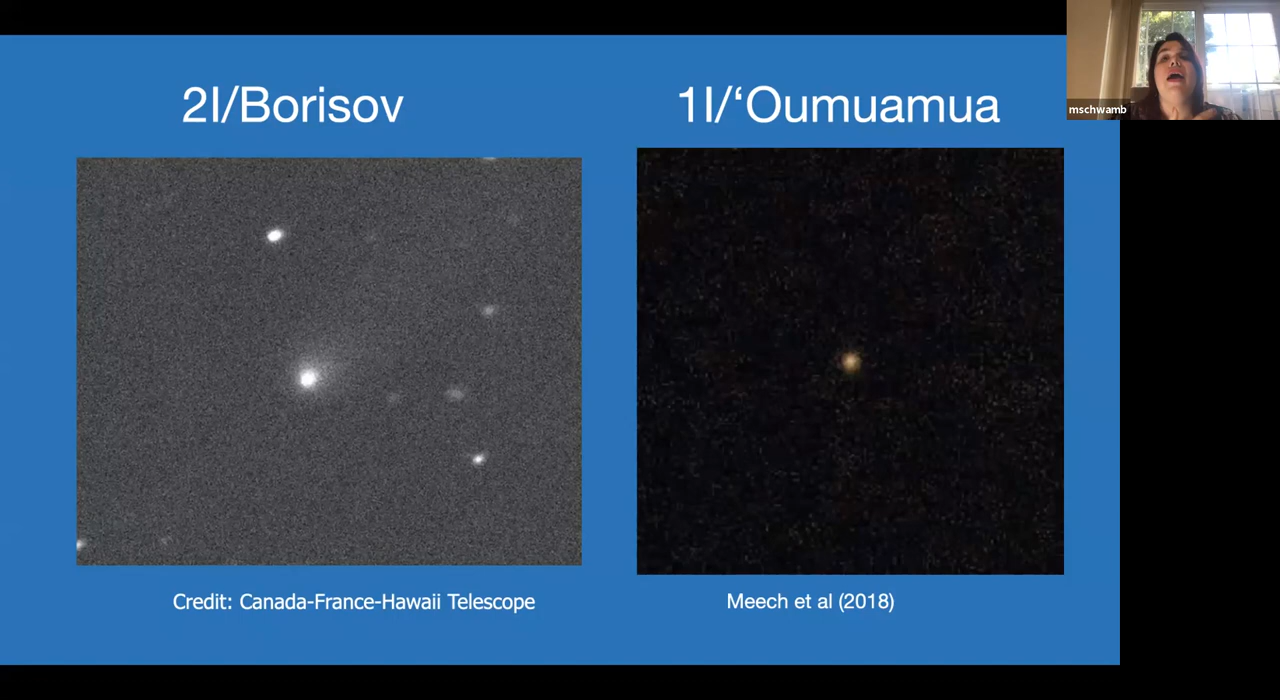 2I/Borisov
1I/‘Oumuamua
mschwamb
Credit: Canada-France-Hawaii Telescope
Meech et al (2018)